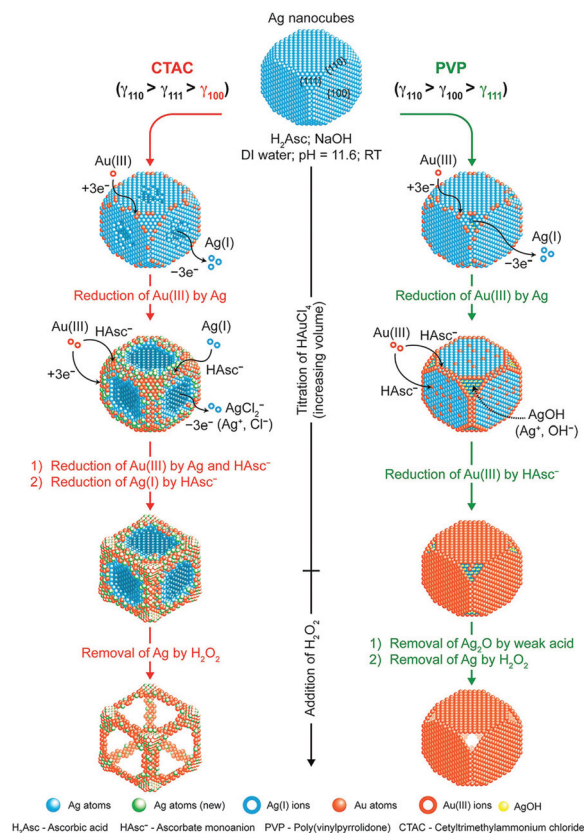 Ag nanocubes
CTAC
(γ110 > γ111 > γ100)
PVP
(γ110 > γ100 > γ111)
{110}
{111}
{100}
H2Asc; NaOH
DI water; pH = 11.6; RT
Au(III)
+3e−
Ag(I)
−3e−
Reduction of Au(III) by Ag
Au(III)
+3e−
Ag(I)
−3e−
Reduction of Au(III) by Ag
Titration of HAuCl4
(increasing volume)
Au(III)
HAsc−
+3e−
Ag(I)
HAsc−
AgCl2−
−3e− (Ag+, Cl−)
1) Reduction of Au(III) by Ag and HAsc−
2) Reduction of Ag(I) by HAsc−
Au(III)
HAsc−
HAsc−
AgOH
(Ag+, OH−)
Reduction of Au(III) by HAsc−
Addition of H2O2
Removal of Ag by H2O2
1) Removal of Ag2O by weak acid
2) Removal of Ag by H2O2
Ag atoms
Ag atoms (new)
Ag(I) ions
Au atoms
Au(III) ions
AgOH
H2Asc - Ascorbic acid HAsc− - Ascorbate monoanion PVP - Poly(vinylpyrrolidone) CTAC - Cetyltrimethylammonium chloride